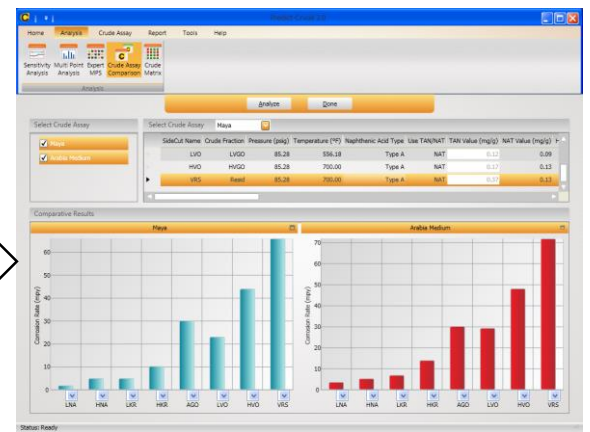 Predict Crude 2.0
Home Analysis Crude Assay Report Tools Help
Sensitivity Analysis Multi Point Analysis Expert MPS Crude Assay Comparison Crude Matrix
Analysis
Analyze Done
Select Crude Assay
Maya
Arabia Medium
Select Crude Assay Maya
SideCut Name Crude Fraction Pressure (psig) Temperature (°F) Naphthenic Acid Type Use TAN/NAT TAN Value (mg/g) NAT Value (mg/g) H
LVO LVGO 85.28 556.18 Type A NAT 0.12 0.09
HVO HVGO 85.28 700.00 Type A NAT 0.17 0.13
VRS Resid 85.28 700.00 Type A NAT 0.17 0.13
Comparative Results
Maya
Corrosion Rate (mpy)
60
50
40
30
20
10
0
LNA HNA LKR HKR AGO LVO HVO VRS
Arabia Medium
Corrosion Rate (mpy)
70
60
50
40
30
20
10
0
LNA HNA LKR HKR AGO LVO HVO VRS
Status: Ready